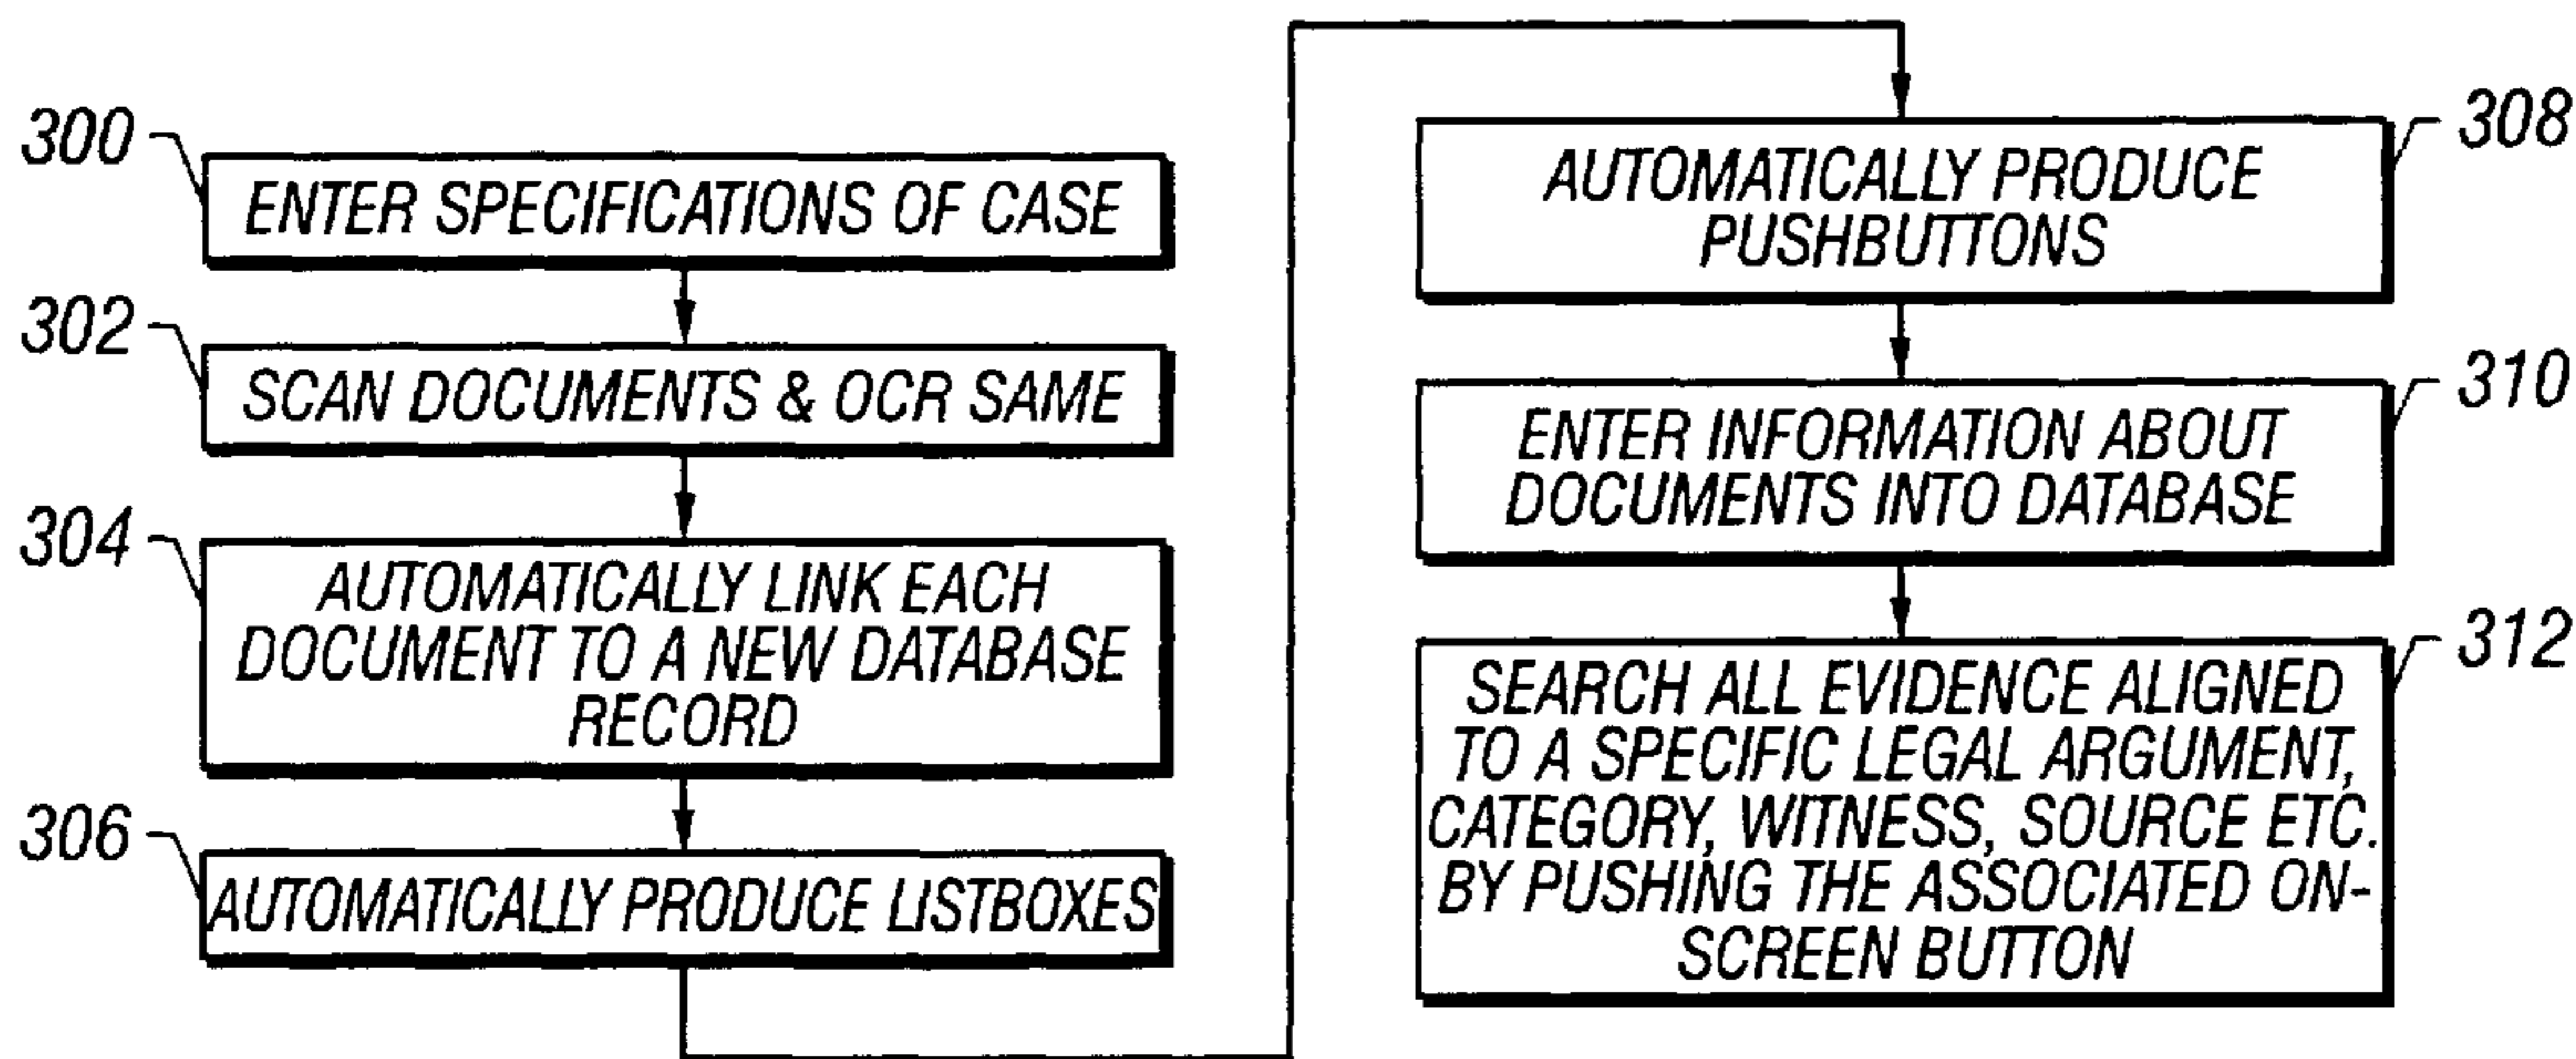 300
ENTER SPECIFICATIONS OF CASE
302
SCAN DOCUMENTS & OCR SAME
304
AUTOMATICALLY LINK EACH
DOCUMENT TO A NEW DATABASE
RECORD
306
AUTOMATICALLY PRODUCE LISTBOXES
308
AUTOMATICALLY PRODUCE
PUSHBUTTONS
310
ENTER INFORMATION ABOUT
DOCUMENTS INTO DATABASE
312
SEARCH ALL EVIDENCE ALIGNED
TO A SPECIFIC LEGAL ARGUMENT,
CATEGORY, WITNESS, SOURCE ETC.
BY PUSHING THE ASSOCIATED ON-
SCREEN BUTTON